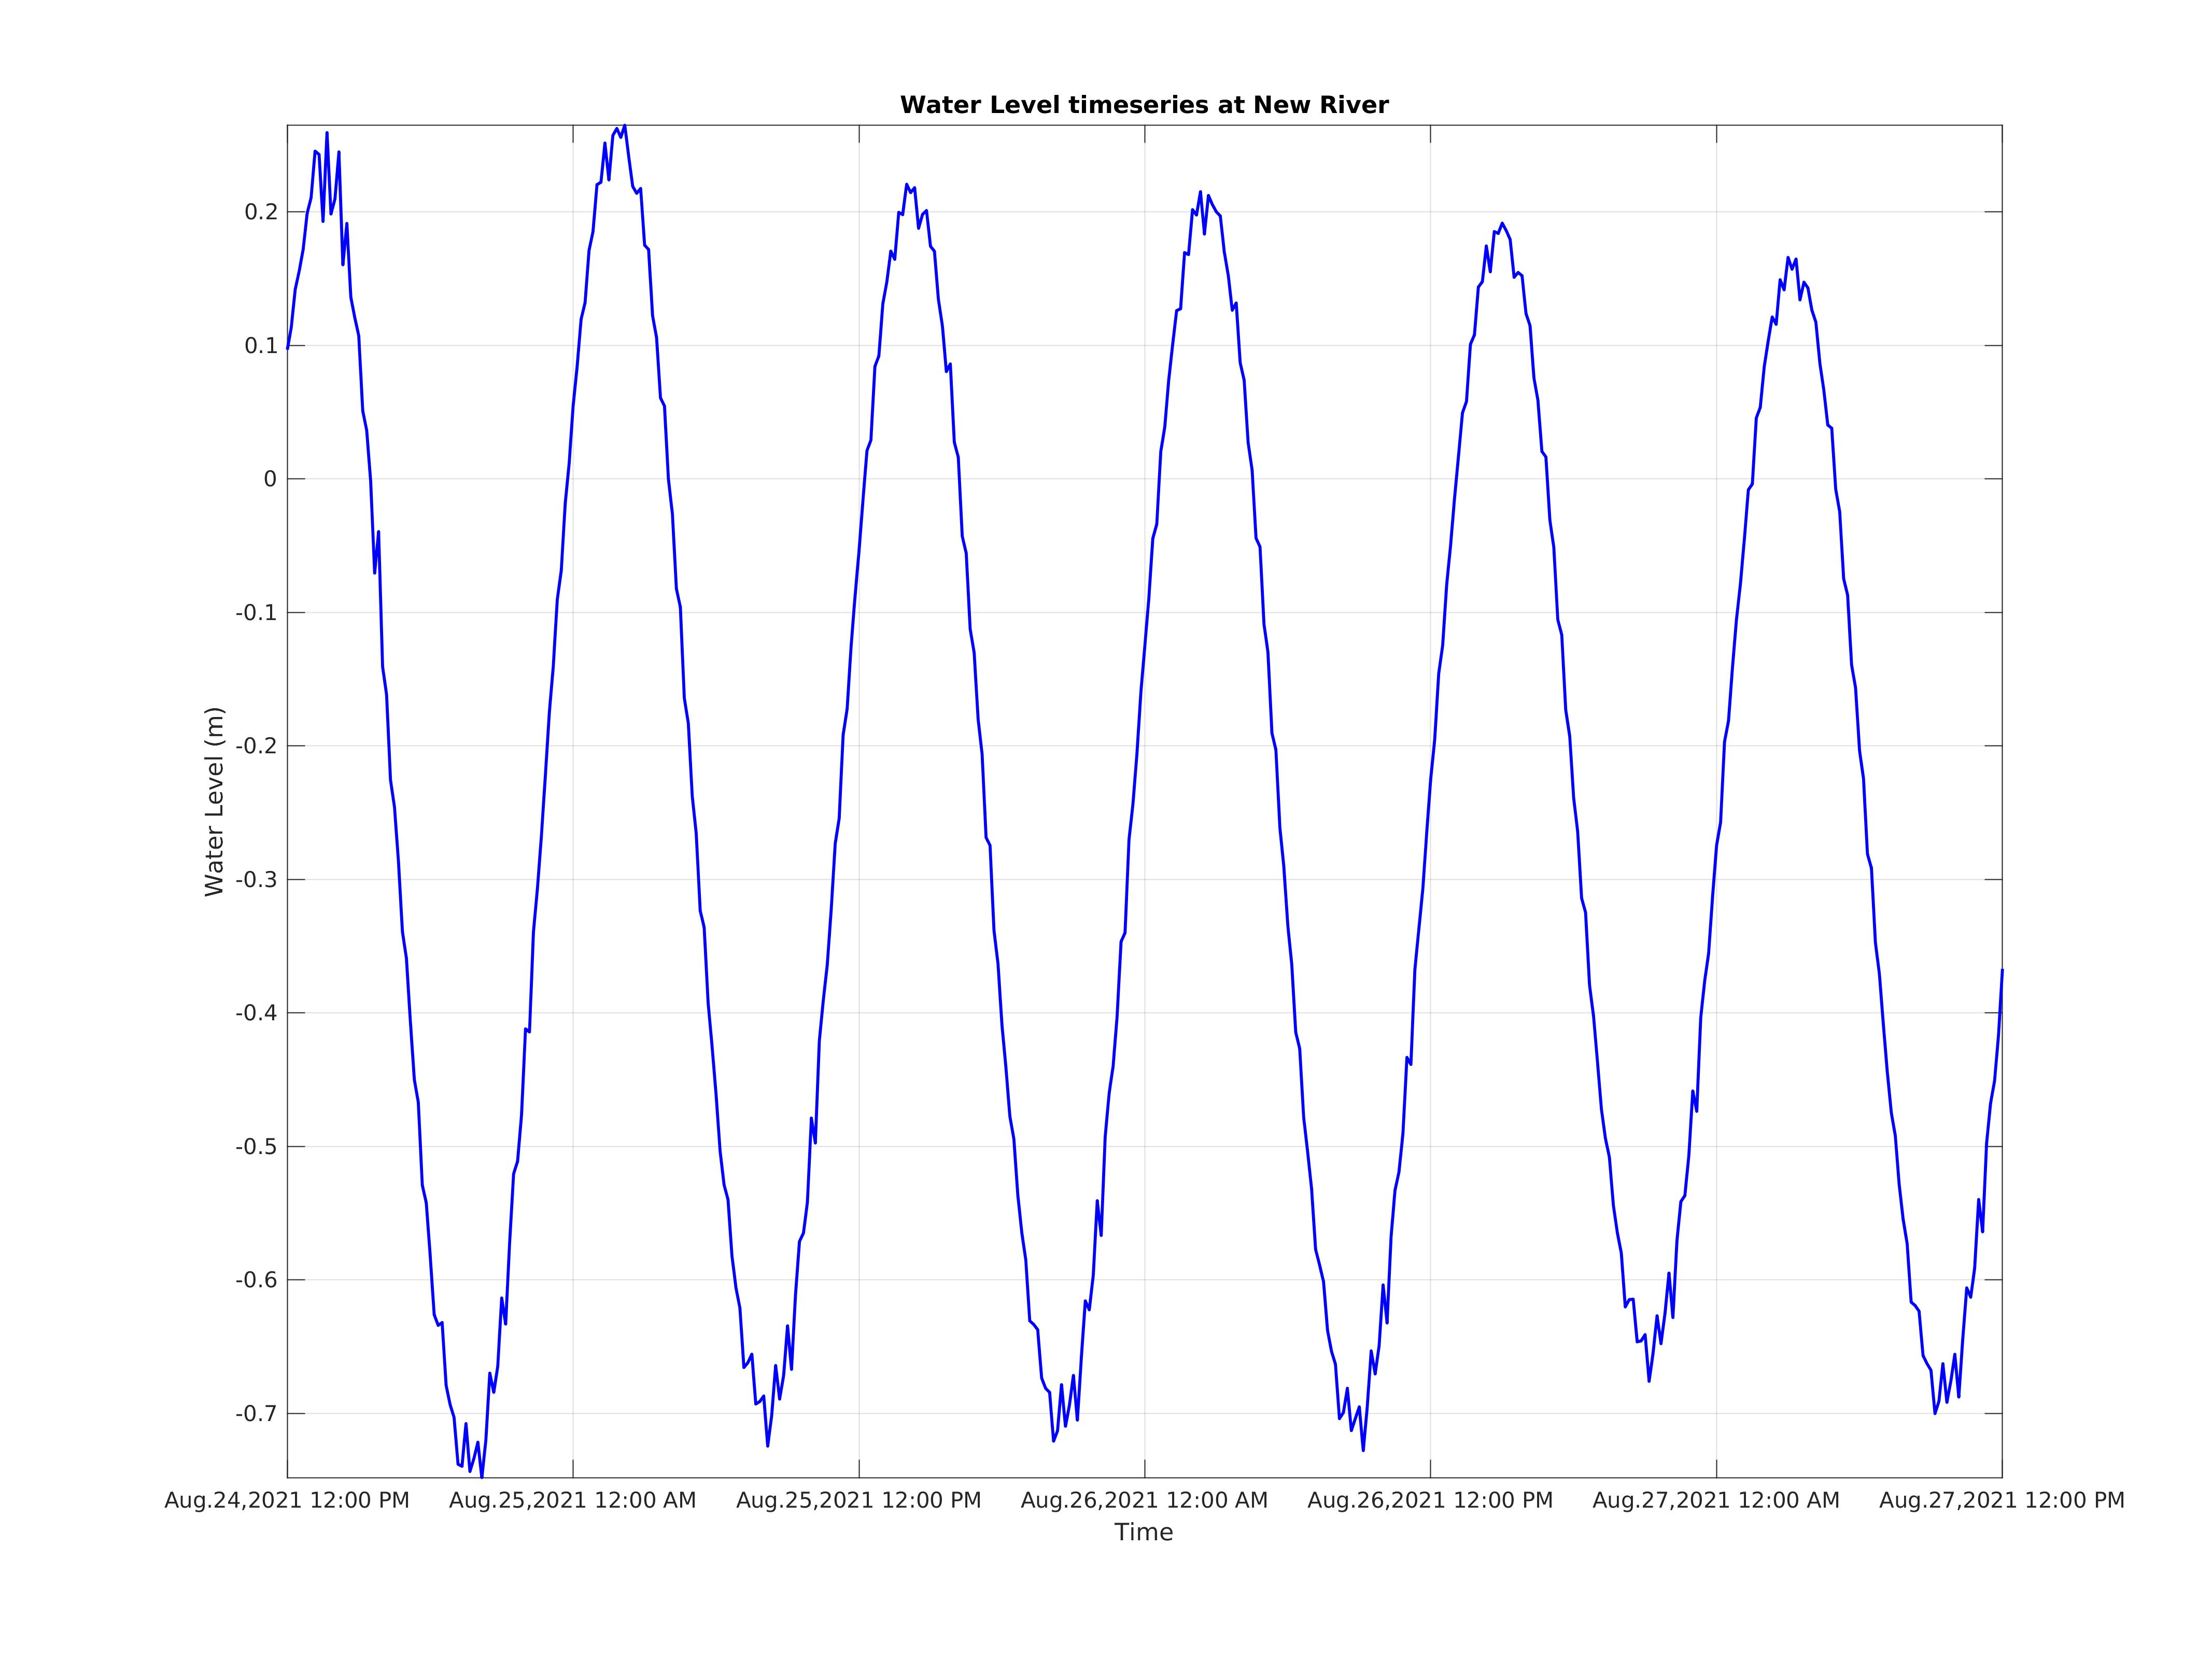 Water Level timeseries at New River
0.2
0.1
0
-0.1
-0.2
-0.3
-0.4
-0.5
-0.6
-0.7
Water Level (m)
Aug.24,2021 12:00 PM
Aug.25,2021 12:00 AM
Aug.25,2021 12:00 PM
Aug.26,2021 12:00 AM
Aug.26,2021 12:00 PM
Aug.27,2021 12:00 AM
Aug.27,2021 12:00 PM
Time